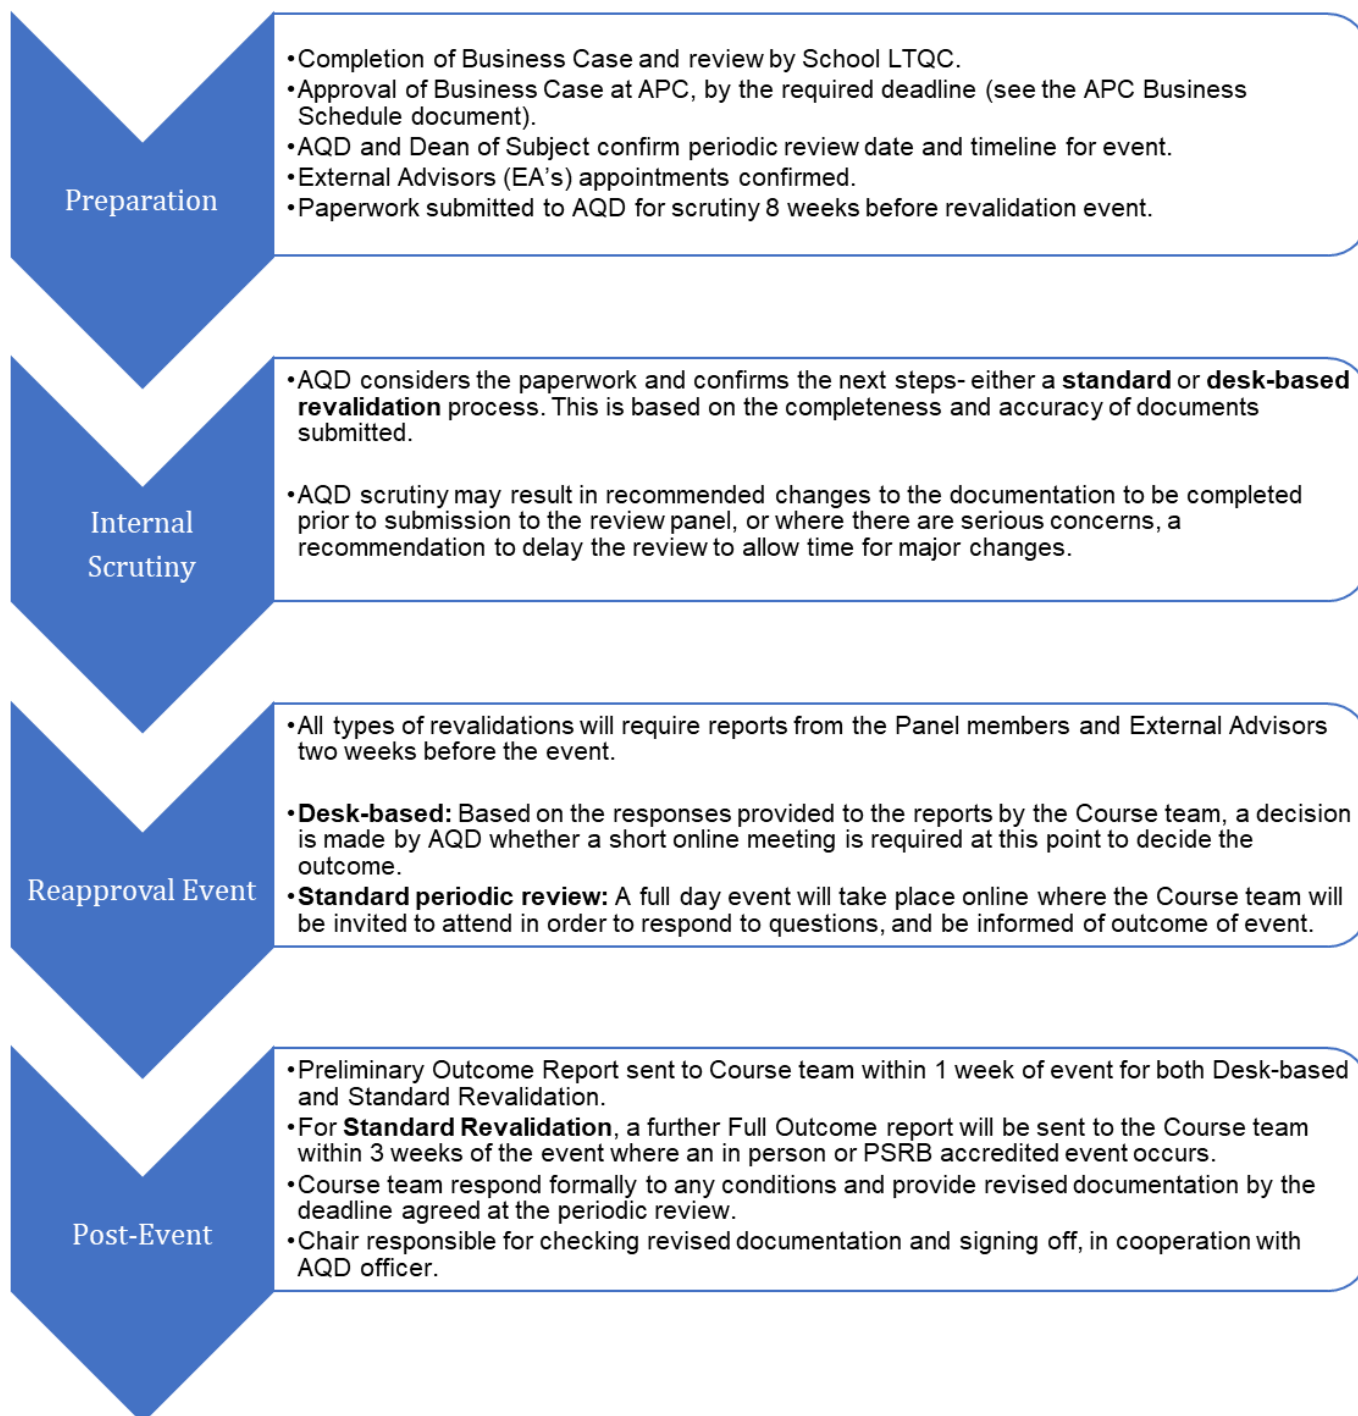 Preparation
•Completion of Business Case and review by School LTQC.
•Approval of Business Case at APC, by the required deadline (see the APC Business
Schedule document).
•AQD and Dean of Subject confirm periodic review date and timeline for event.
•External Advisors (EA’s) appointments confirmed.
•Paperwork submitted to AQD for scrutiny 8 weeks before revalidation event.
Internal
Scrutiny
•AQD considers the paperwork and confirms the next steps- either a standard or desk-based
revalidation process. This is based on the completeness and accuracy of documents
submitted.
•AQD scrutiny may result in recommended changes to the documentation to be completed
prior to submission to the review panel, or where there are serious concerns, a
recommendation to delay the review to allow time for major changes.
Reapproval Event
•All types of revalidations will require reports from the Panel members and External Advisors
two weeks before the event.
•Desk-based: Based on the responses provided to the reports by the Course team, a decision
is made by AQD whether a short online meeting is required at this point to decide the
outcome.
•Standard periodic review: A full day event will take place online where the Course team will
be invited to attend in order to respond to questions, and be informed of outcome of event.
Post-Event
•Preliminary Outcome Report sent to Course team within 1 week of event for both Desk-based
and Standard Revalidation.
•For Standard Revalidation, a further Full Outcome report will be sent to the Course team
within 3 weeks of the event where an in person or PSRB accredited event occurs.
•Course team respond formally to any conditions and provide revised documentation by the
deadline agreed at the periodic review.
•Chair responsible for checking revised documentation and signing off, in cooperation with
AQD officer.